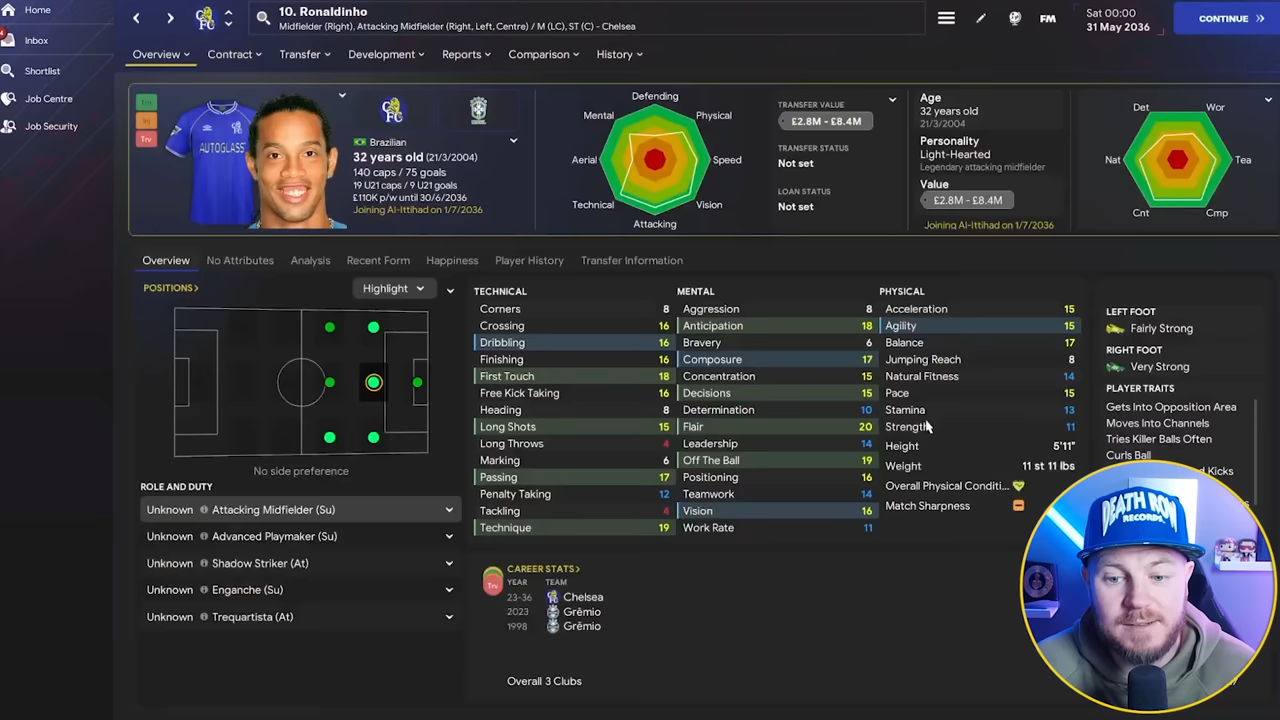 Home
Inbox
Shortlist
Job Centre
Job Security
10. Ronaldinho
Midfielder (Right), Attacking Midfielder (Right, Left, Centre) / M (LC), ST (C) - Chelsea
FM
Sat 00:00
31 May 2036
CONTINUE
Overview
Contract
Transfer
Development
Reports
Comparison
History
Trn
Inj
Trv
AUTOGLASS
Brazilian
32 years old (21/3/2004)
140 caps / 75 goals
19 U21 caps / 9 U21 goals
£110K p/w until 30/6/2036
Joining Al-Ittihad on 1/7/2036
Defending
Physical
Speed
Vision
Attacking
Technical
Aerial
Mental
TRANSFER VALUE
£2.8M - £8.4M
TRANSFER STATUS
Not set
LOAN STATUS
Not set
Age
32 years old
21/3/2004
Personality
Light-Hearted
Legendary attacking midfielder
Value
£2.8M - £8.4M
Joining Al-Ittihad on 1/7/2036
Det
Wor
Tea
Cmp
Cnt
Nat
Overview
No Attributes
Analysis
Recent Form
Happiness
Player History
Transfer Information
POSITIONS
Highlight
No side preference
ROLE AND DUTY
Unknown Attacking Midfielder (Su)
Unknown Advanced Playmaker (Su)
Unknown Shadow Striker (At)
Unknown Enganche (Su)
Unknown Trequartista (At)
TECHNICAL
Corners 8
Crossing 16
Dribbling 16
Finishing 16
First Touch 18
Free Kick Taking 16
Heading 8
Long Shots 15
Long Throws 4
Marking 6
Passing 17
Penalty Taking 12
Tackling 4
Technique 19
MENTAL
Aggression 8
Anticipation 18
Bravery 6
Composure 17
Concentration 15
Decisions 15
Determination 10
Flair 20
Leadership 14
Off The Ball 19
Positioning 16
Teamwork 14
Vision 16
Work Rate 11
PHYSICAL
Acceleration 15
Agility 15
Balance 17
Jumping Reach 8
Natural Fitness 14
Pace 15
Stamina 13
Strength 11
Height 5'11"
Weight 11 st 11 lbs
Overall Physical Conditi...
Match Sharpness
LEFT FOOT
Fairly Strong
RIGHT FOOT
Very Strong
PLAYER TRAITS
Gets Into Opposition Area
Moves Into Channels
Tries Killer Balls Often
Curls Ball
Kicks
CAREER STATS
Trv
YEAR TEAM
23-36 Chelsea
2023 Grêmio
1998 Grêmio
Overall 3 Clubs
DEATH ROW
RECORDS